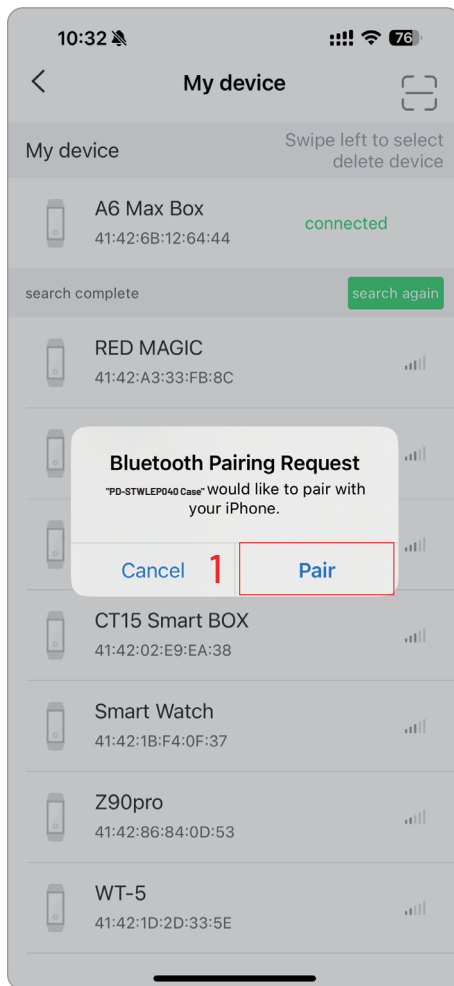 10:32
76
My device
My device
Swipe left to select
delete device
A6 Max Box
41:42:6B:12:64:44
connected
search complete
search again
RED MAGIC
41:42:A3:33:FB:8C
Bluetooth Pairing Request
"PD-STWLEP040 Case" would like to pair with
your iPhone.
Cancel
1
Pair
CT15 Smart BOX
41:42:02:E9:EA:38
Smart Watch
41:42:1B:F4:0F:37
Z90pro
41:42:86:84:0D:53
WT-5
41:42:1D:2D:33:5E